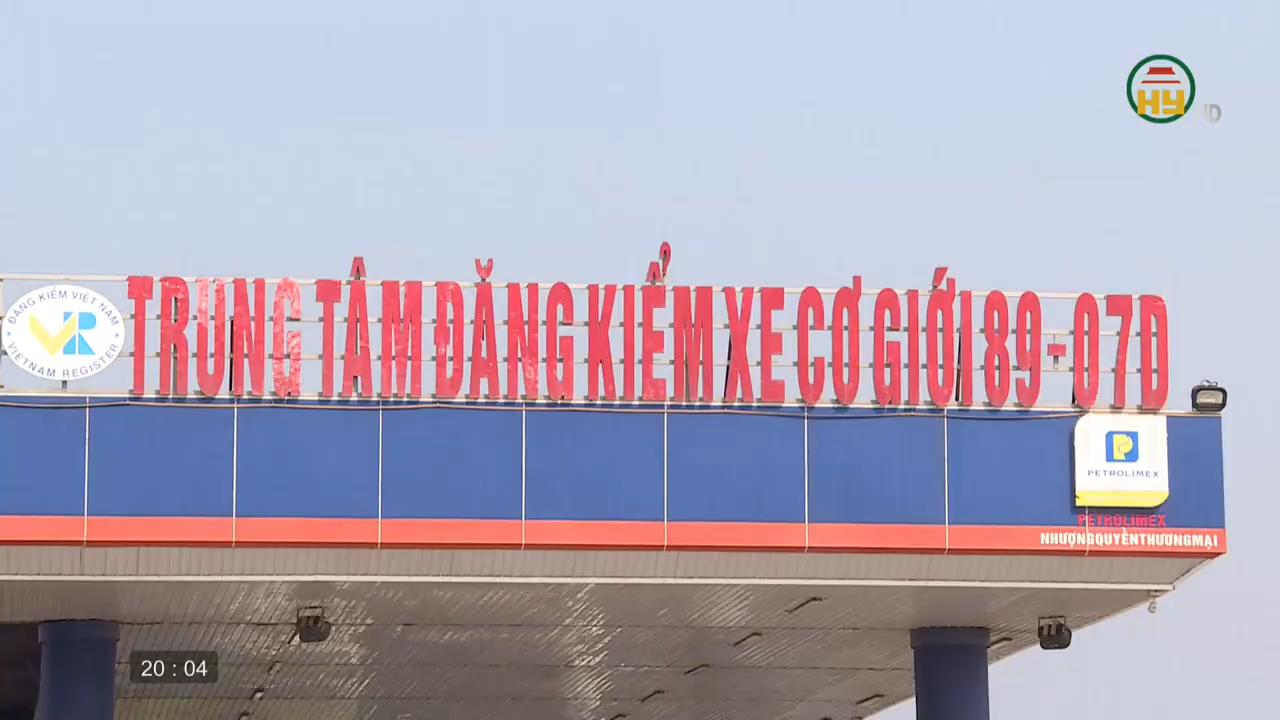 HY
HD
ĐĂNG KIỂM VIỆT NAM
VR
VIETNAM REGISTER
TRUNG TÂM ĐĂNG KIỂM XE CƠ GIỚI 89-07D
P
PETROLIMEX
PETROLIMEX
NHƯỢNG QUYỀN THƯƠNG MẠI
20 : 04